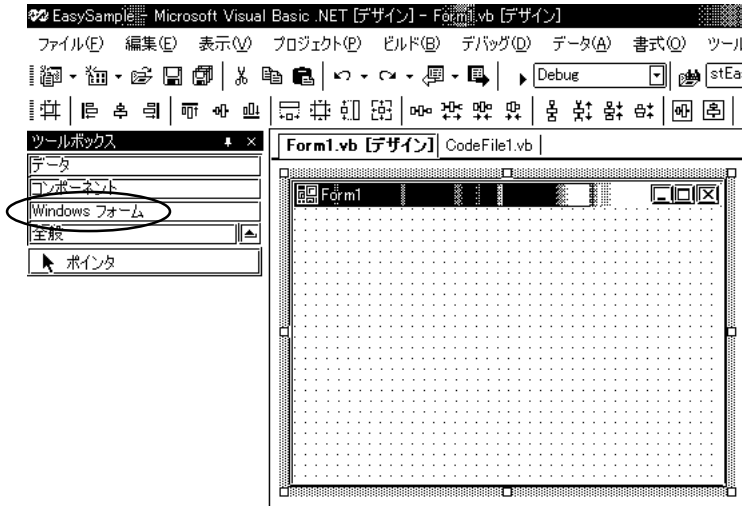 EasySample - Microsoft Visual Basic .NET [デザイン] - Form1.vb [デザイン]
ファイル(F) 編集(E) 表示(V) プロジェクト(P) ビルド(B) デバッグ(D) データ(A) 書式(O) ツール
Debug stEa
ツールボックス
Form1.vb [デザイン] CodeFile1.vb
データ
コンポーネント
Windows フォーム
全般
ポインタ
Form1